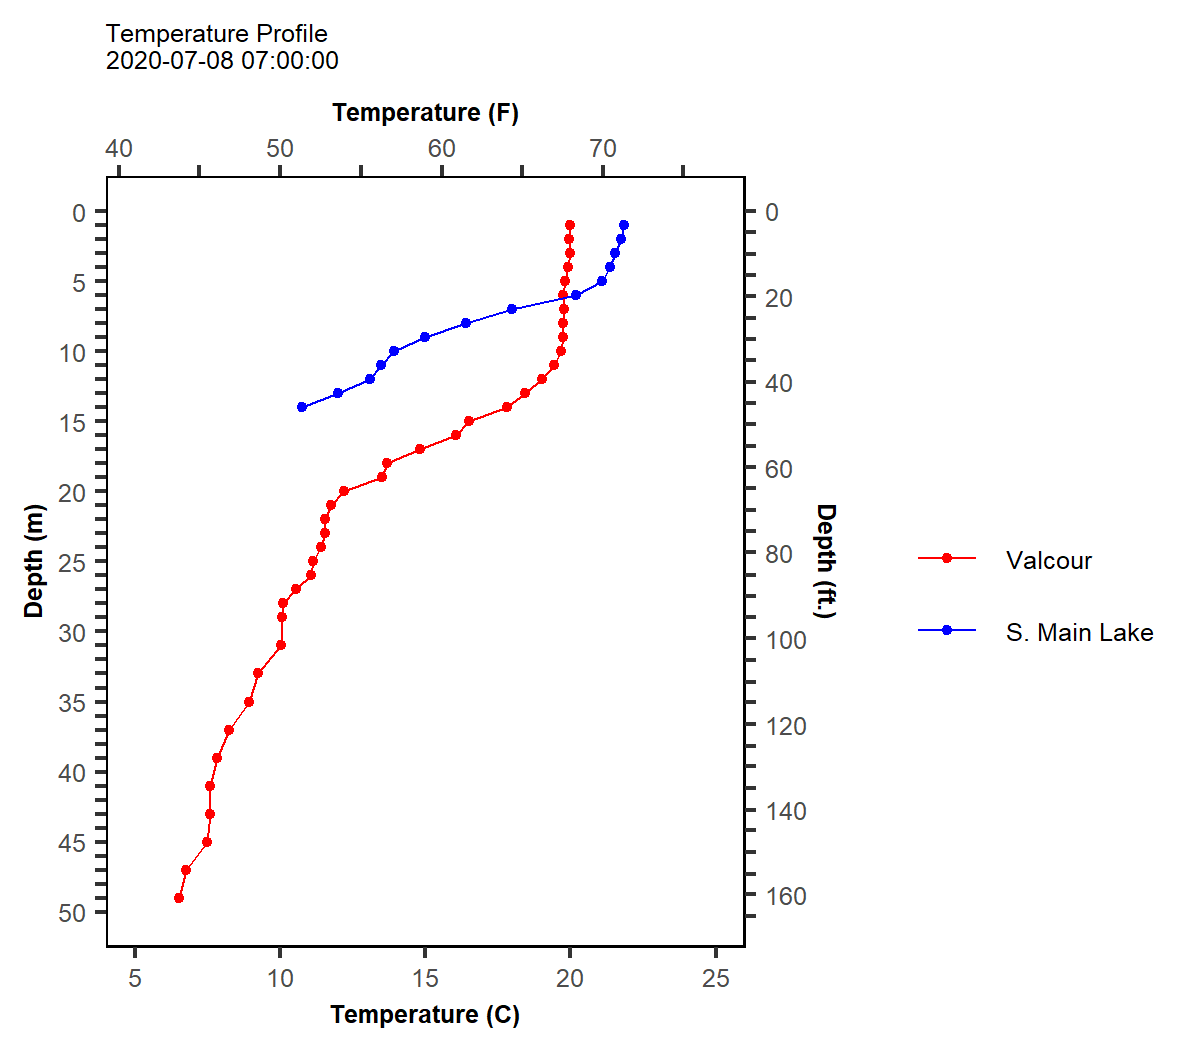 Temperature Profile
2020-07-08 07:00:00
Temperature (F)
40 50 60 70
0
5
10
15
20
25
30
35
40
45
50
Depth (m)
0
20
40
60
80
100
120
140
160
Depth (ft.)
Valcour
S. Main Lake
5 10 15 20 25
Temperature (C)